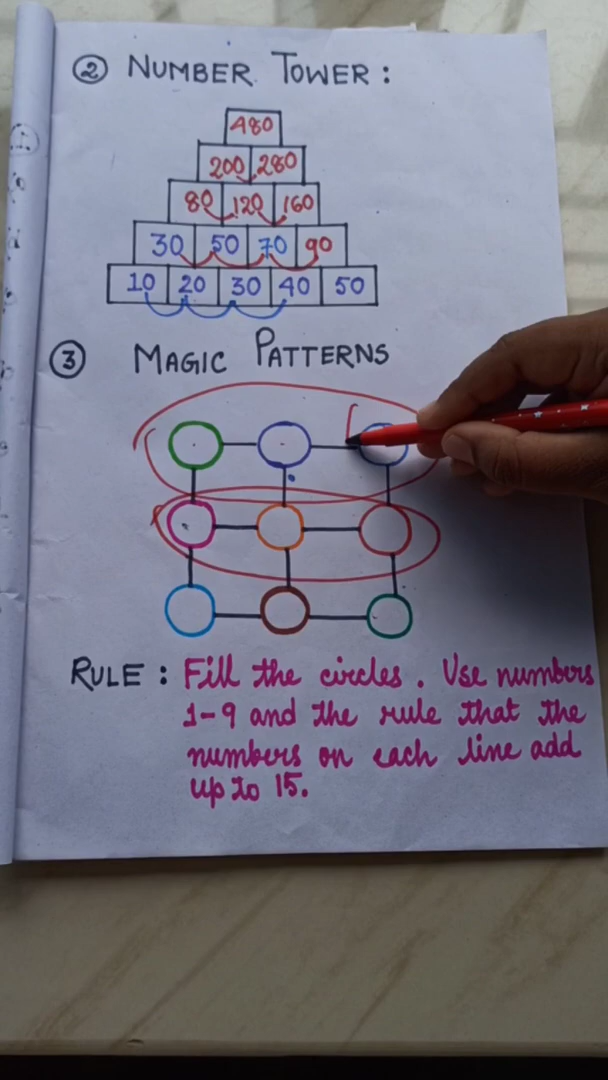 ② NUMBER TOWER :
480
200 280
80 120 160
30 50 70 90
10 20 30 40 50
③ MAGIC PATTERNS
RULE : Fill the circles. Use numbers
1-9 and the rule that the
numbers on each line add
up to 15.